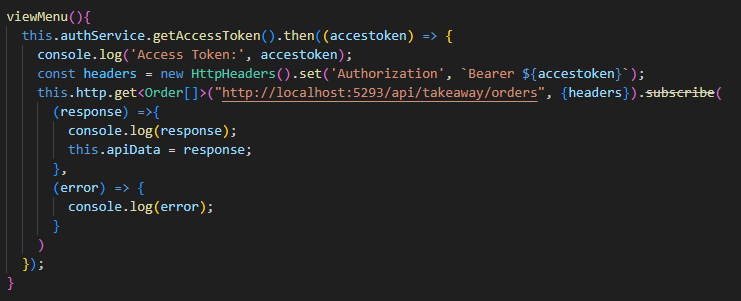 viewMenu(){
this.authService.getAccessToken().then((accestoken) => {
console.log('Access Token:', accestoken);
const headers = new HttpHeaders().set('Authorization', `Bearer ${accestoken}`);
this.http.get<Order[]>("http://localhost:5293/api/takeaway/orders", {headers}).subscribe(
(response) =>{
console.log(response);
this.apiData = response;
},
(error) => {
console.log(error);
}
)
});
}